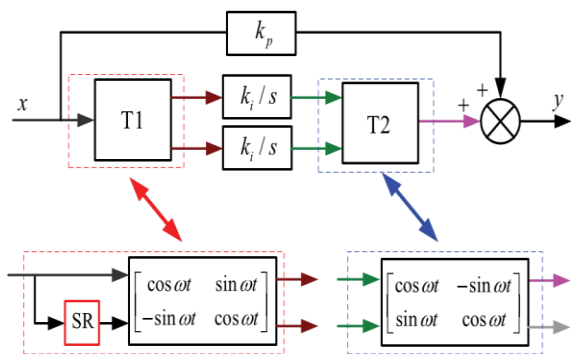 k_p
x
T1
k_i / s
k_i / s
T2
+
+
y
SR
cos ωt sin ωt
−sin ωt cos ωt
cos ωt −sin ωt
sin ωt cos ωt